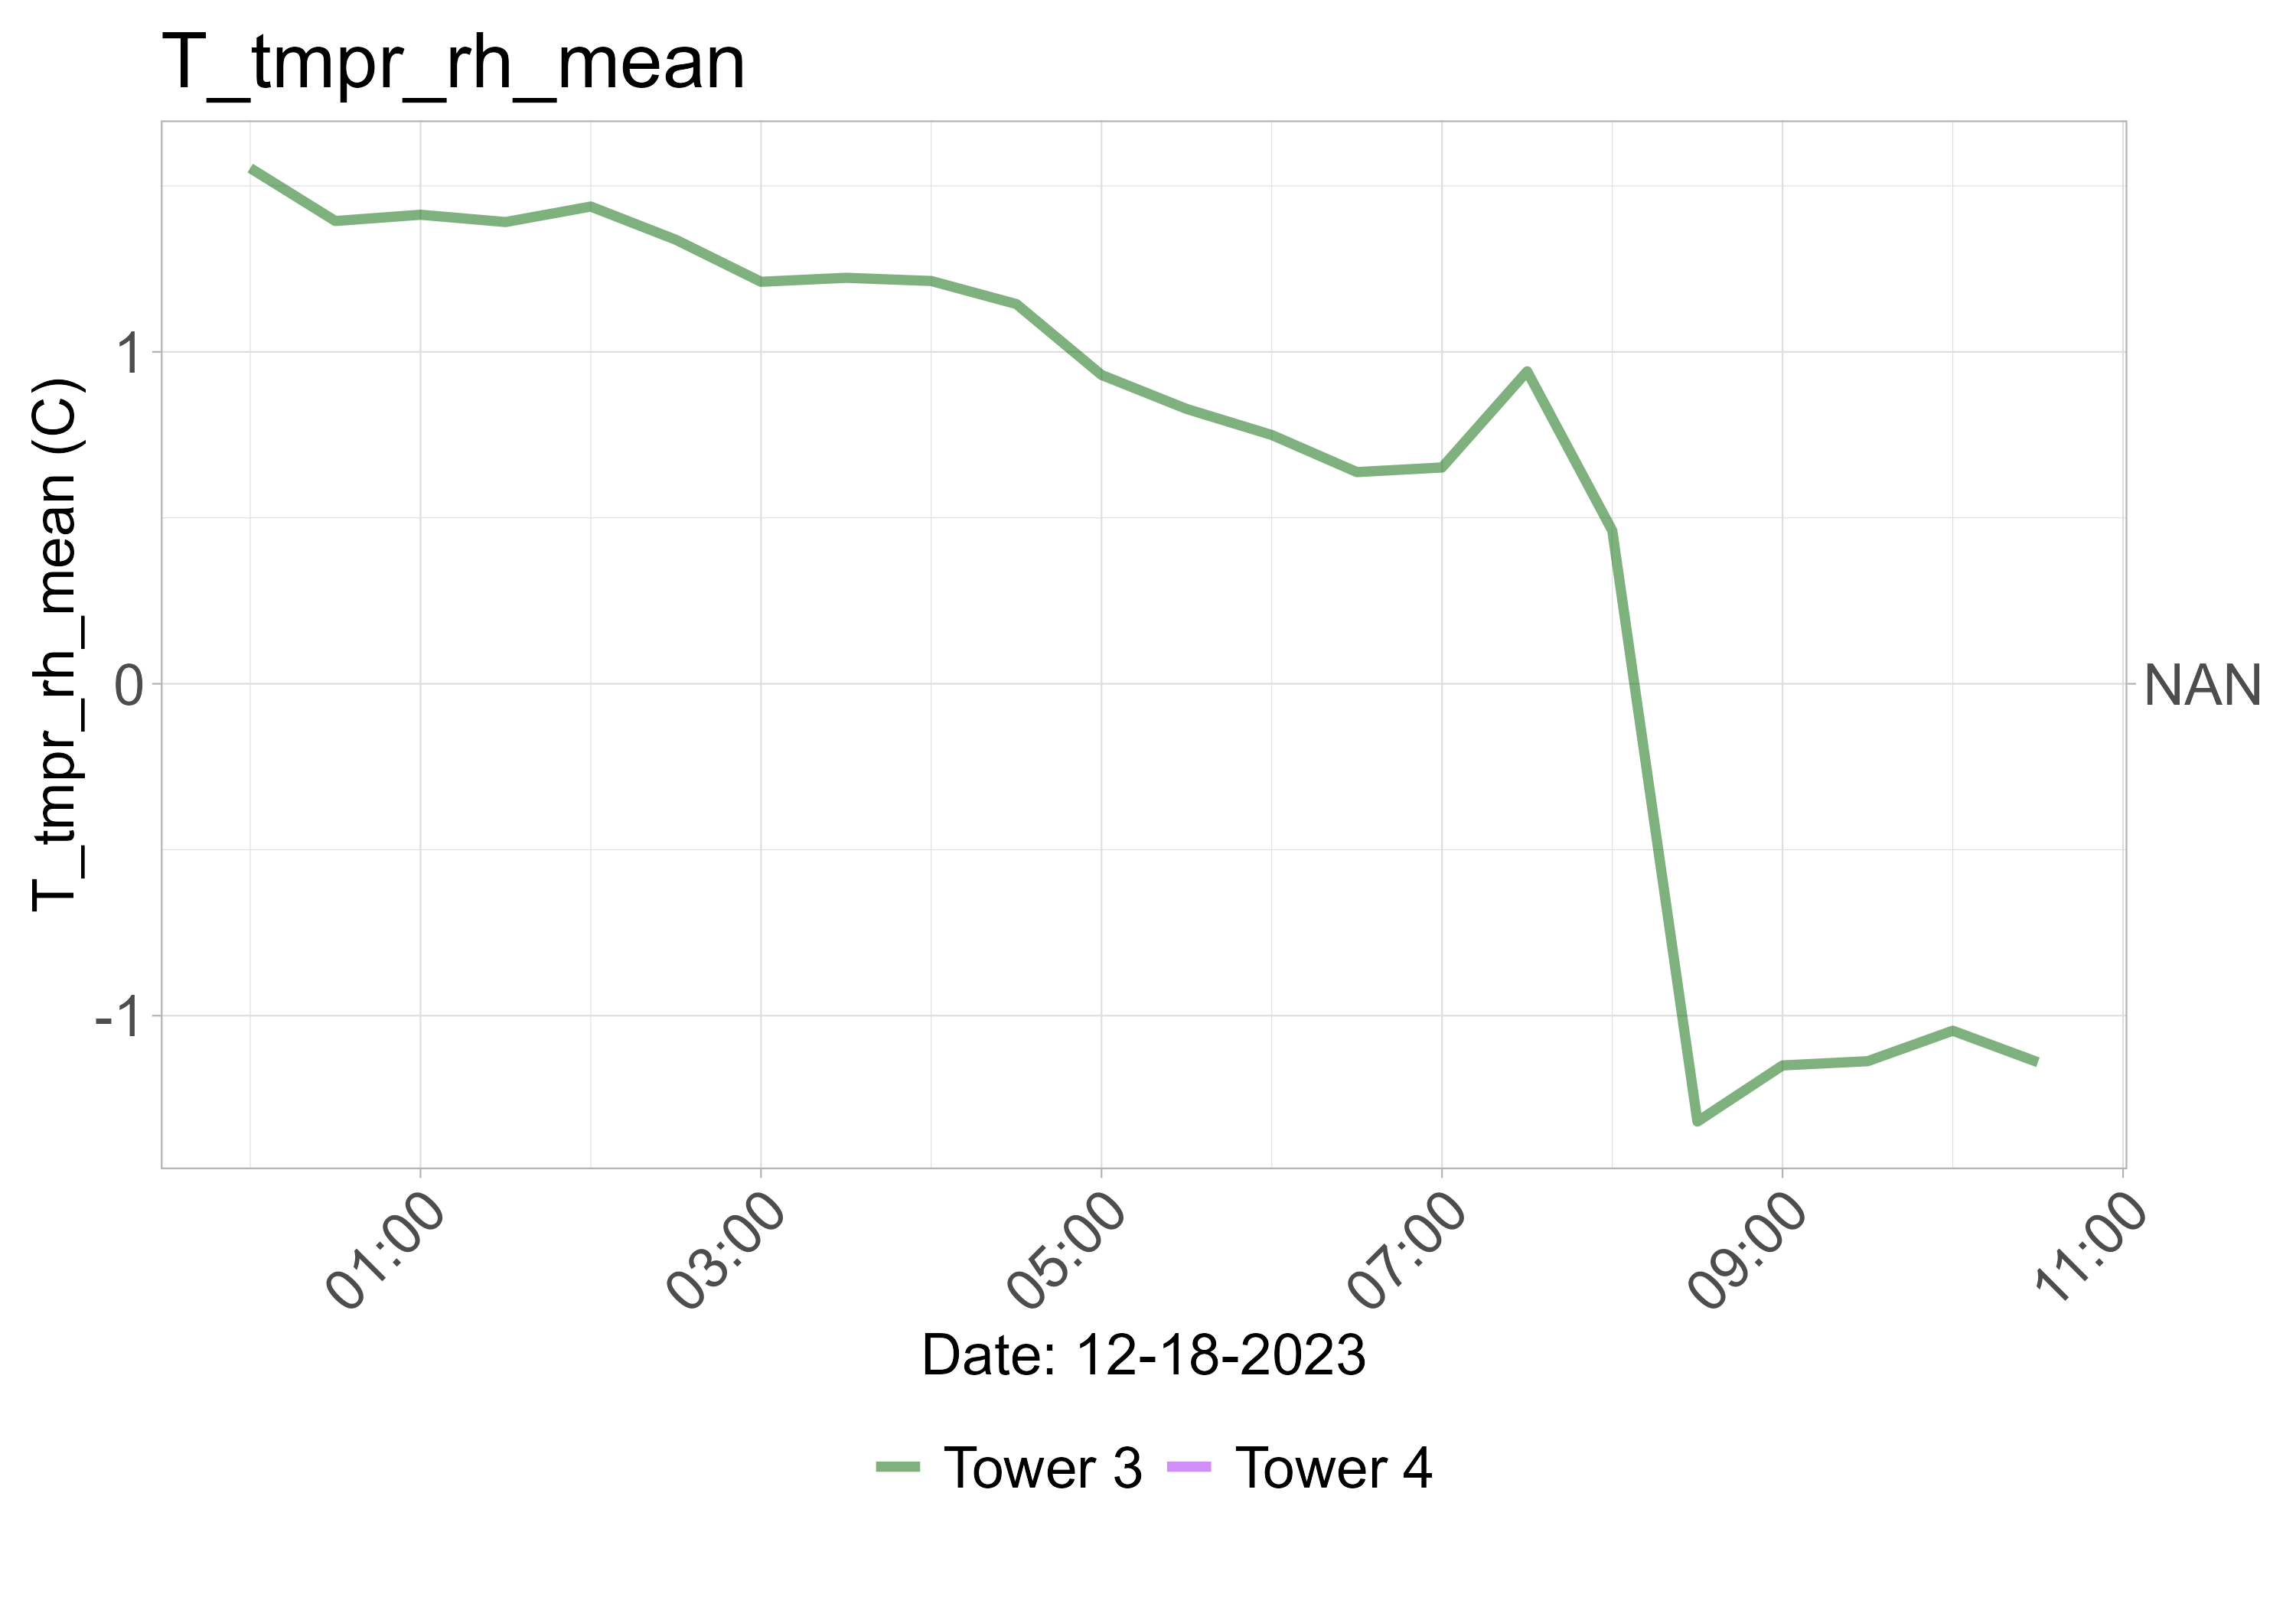 T_tmpr_rh_mean
T_tmpr_rh_mean (C)
1
0
-1
NAN
01:00
03:00
05:00
07:00
09:00
11:00
Date: 12-18-2023
Tower 3
Tower 4